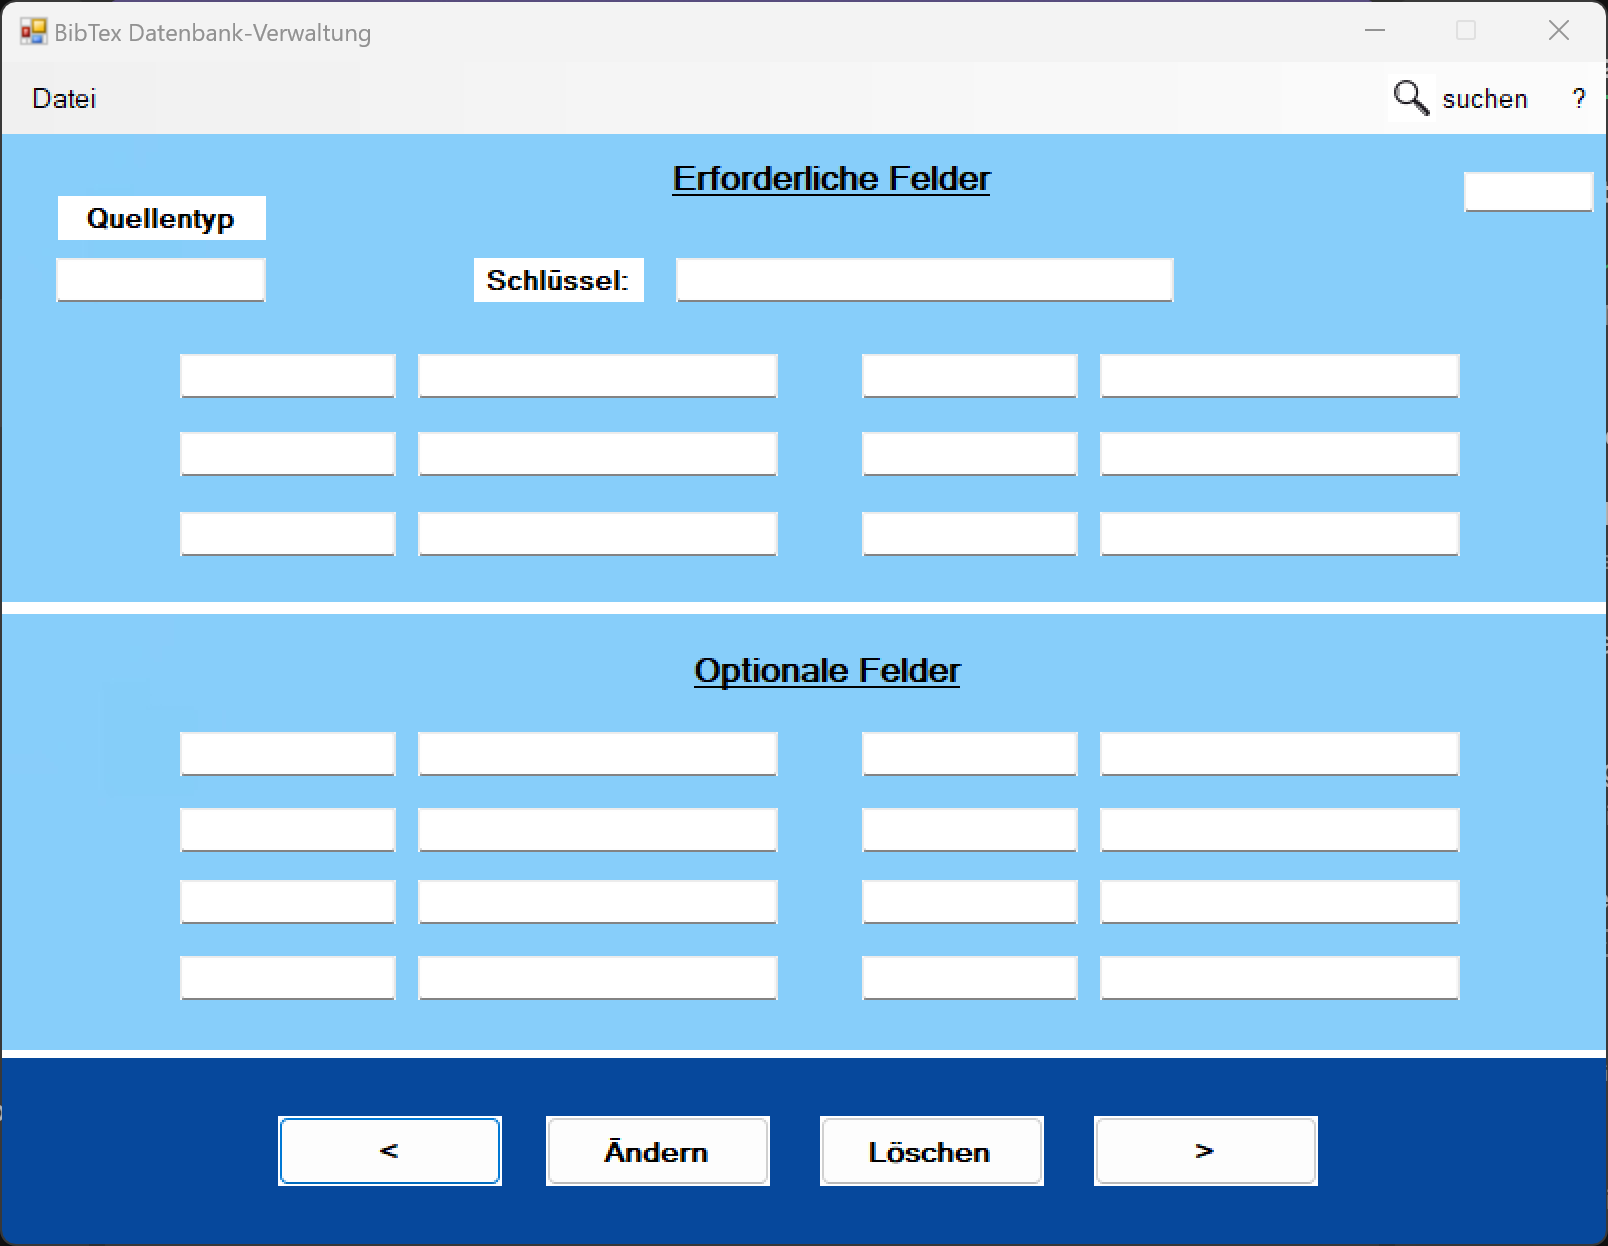 BibTex Datenbank-Verwaltung
Datei
suchen
?
Erforderliche Felder
Quellentyp
Schlüssel:
Optionale Felder
<
Ändern
Löschen
>